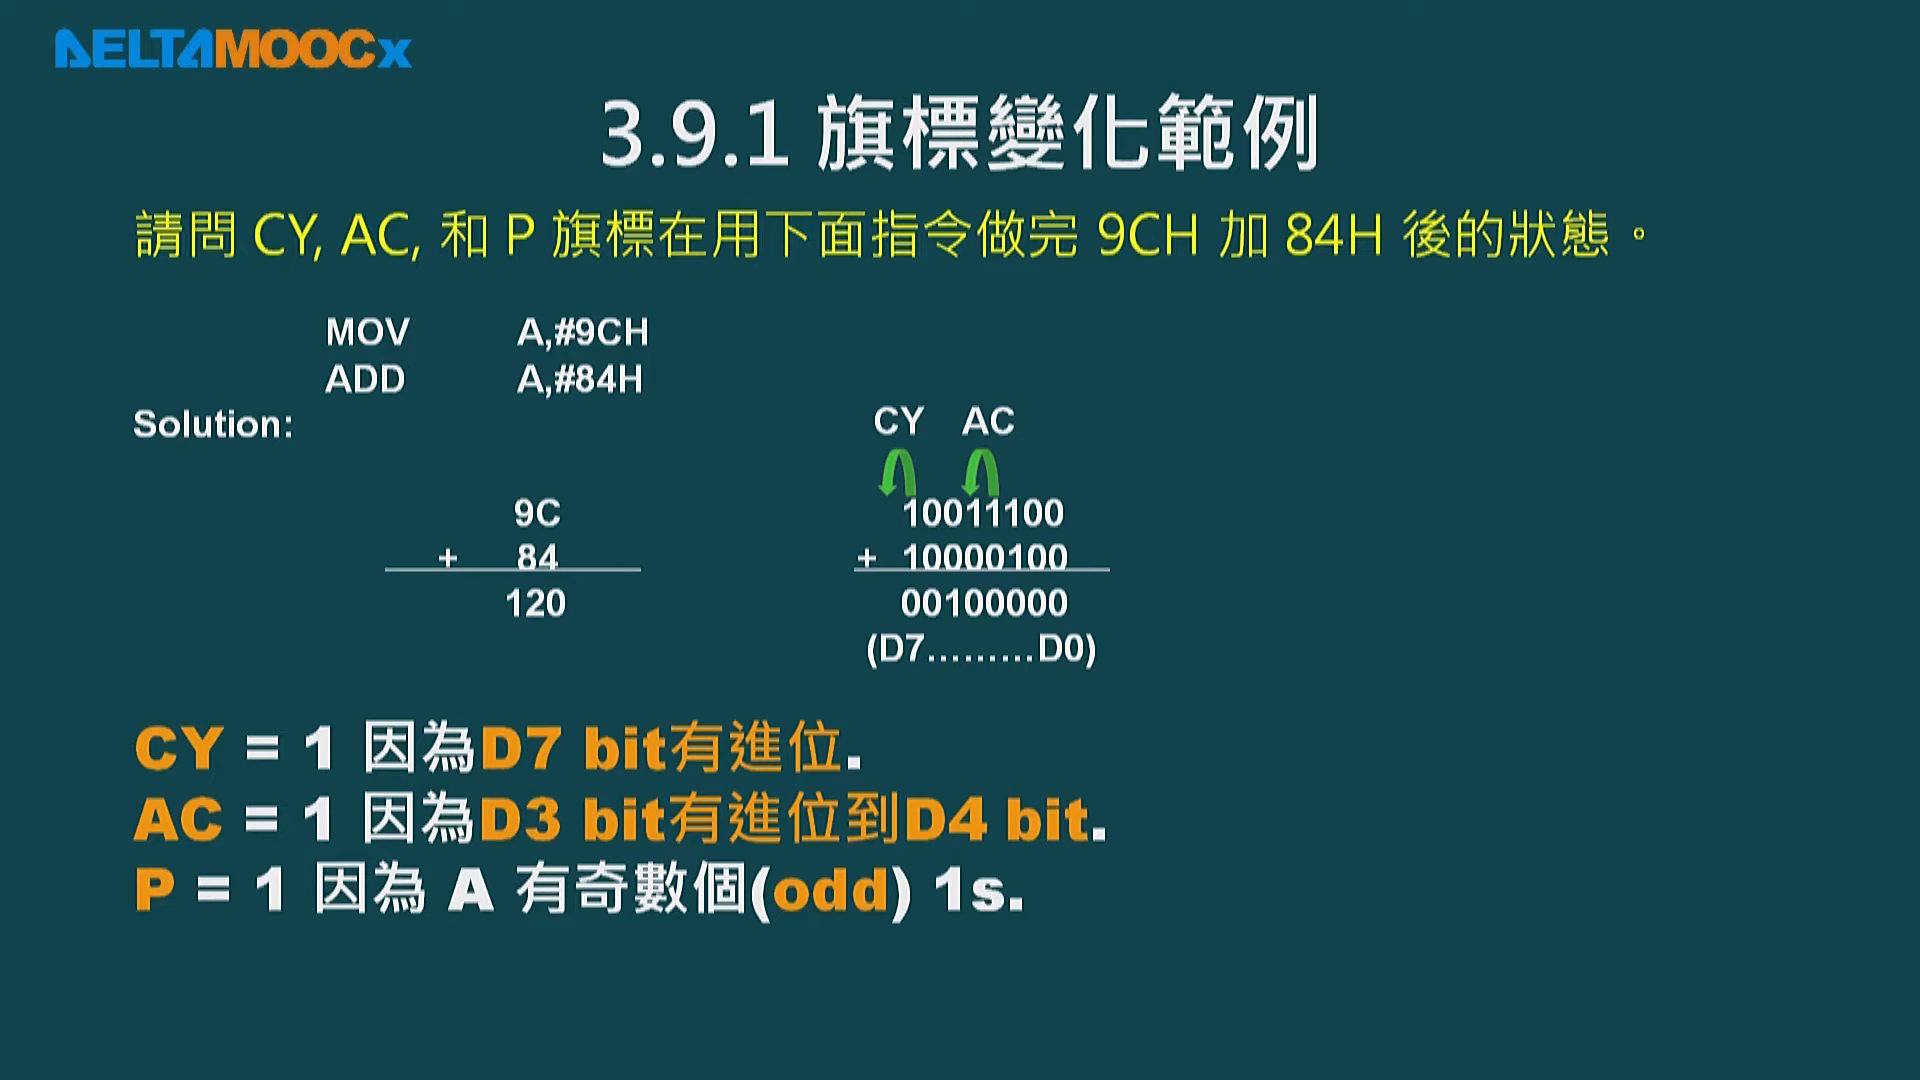 DELTAMOOCx
3.9.1 旗標變化範例
請問 CY, AC, 和 P 旗標在用下面指令做完 9CH 加 84H 後的狀態。
MOV A,#9CH
ADD A,#84H
Solution:
CY AC
9C 10011100
+ 84 + 10000100
120 00100000
(D7.........D0)
CY = 1 因為D7 bit有進位.
AC = 1 因為D3 bit有進位到D4 bit.
P = 1 因為 A 有奇數個(odd) 1s.